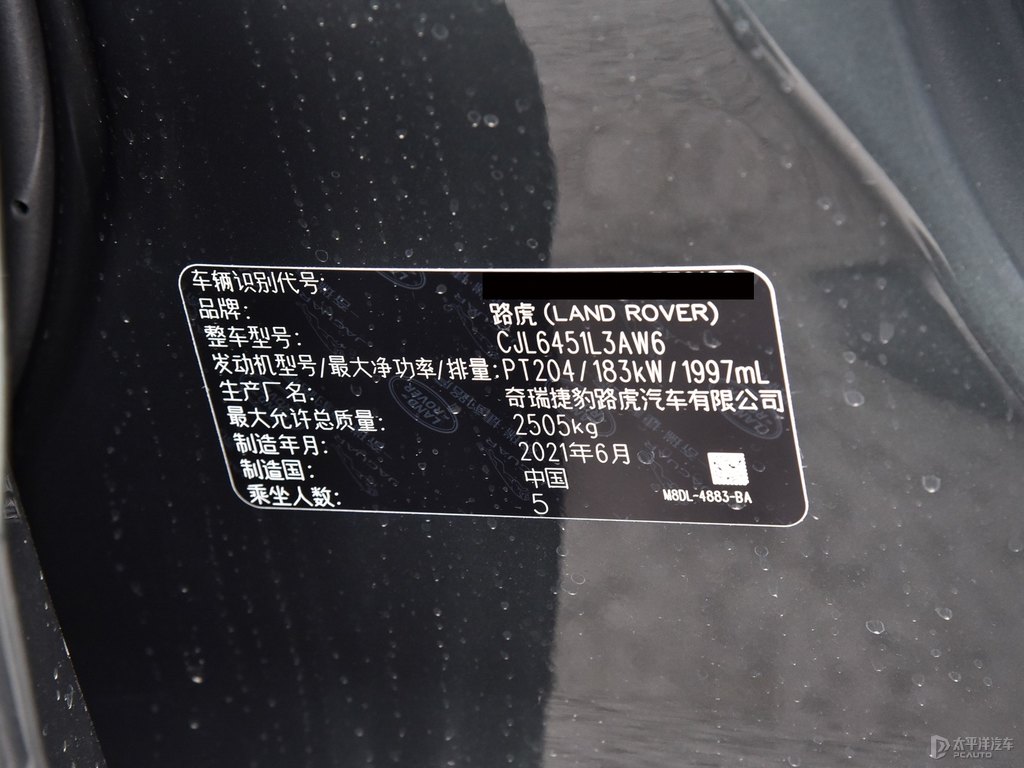 车辆识别代号:
品牌: 路虎 (LAND ROVER)
整车型号: CJL6451L3AW6
发动机型号/最大净功率/排量: PT204/183kW/1997mL
生产厂名: 奇瑞捷豹路虎汽车有限公司
最大允许总质量: 2505kg
制造年月: 2021年6月
制造国: 中国
乘坐人数: 5
M8DL-4883-BA
太平洋汽车
PCAUTO